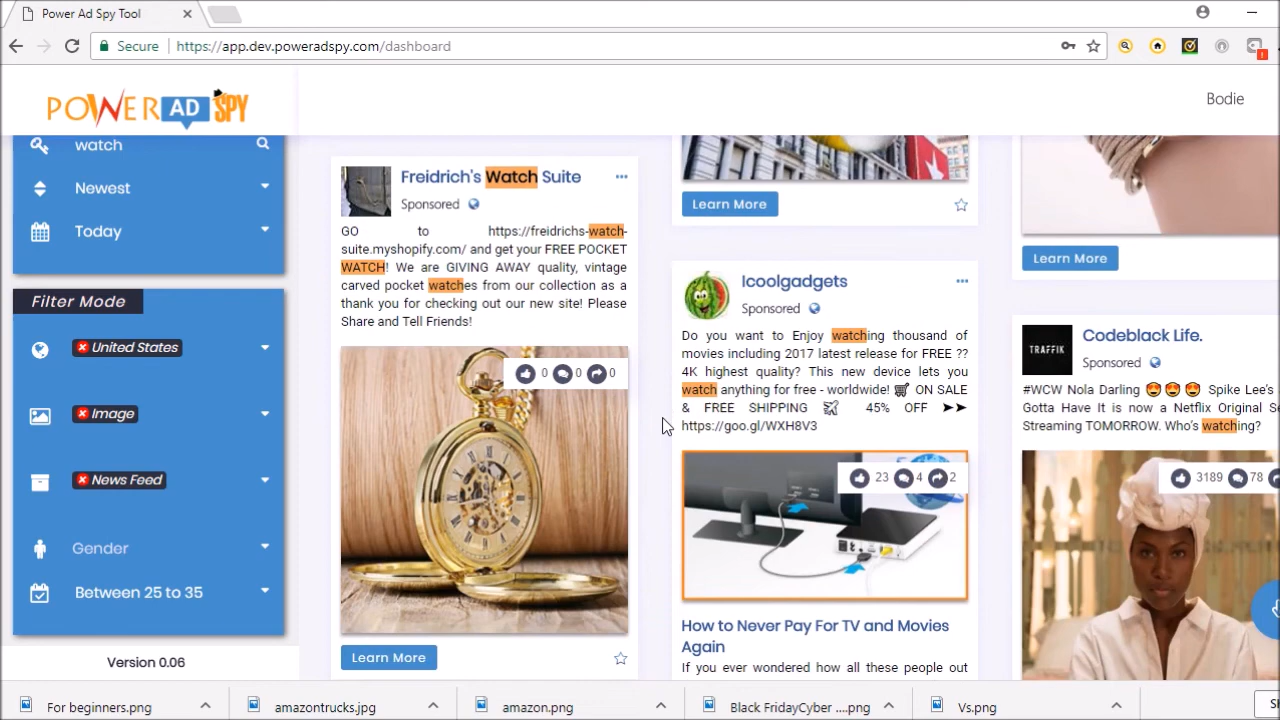 Power Ad Spy Tool
Secure
https://app.dev.poweradspy.com/dashboard
POWER AD SPY
Bodie
watch
Newest
Today
Filter Mode
United States
Image
News Feed
Gender
Between 25 to 35
Version 0.06
Freidrich's Watch Suite
Sponsored
GO to https://freidrichs-watch-
suite.myshopify.com/ and get your FREE POCKET
WATCH! We are GIVING AWAY quality, vintage
carved pocket watches from our collection as a
thank you for checking out our new site! Please
Share and Tell Friends!
0 0 0
Learn More
Learn More
Icoolgadgets
Sponsored
Do you want to Enjoy watching thousand of
movies including 2017 latest release for FREE ??
4K highest quality? This new device lets you
watch anything for free - worldwide! 🛒 ON SALE
& FREE SHIPPING 45% OFF ➤➤
https://goo.gl/WXH8V3
23 4 2
How to Never Pay For TV and Movies
Again
If you ever wondered how all these people out
Learn More
TRAFFIK
Codeblack Life.
Sponsored
#WCW Nola Darling 😍 😍 😍 Spike Lee's
Gotta Have It is now a Netflix Original
Streaming TOMORROW. Who's watching?
3189 78
For beginners.png
amazontrucks.jpg
amazon.png
Black FridayCyber ....png
Vs.png